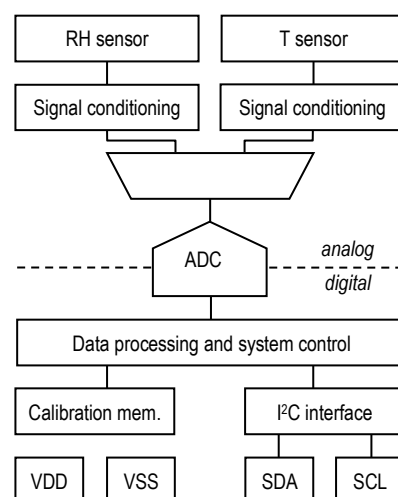 RH sensor
T sensor
Signal conditioning
Signal conditioning
ADC
analog
digital
Data processing and system control
Calibration mem.
I²C interface
VDD
VSS
SDA
SCL